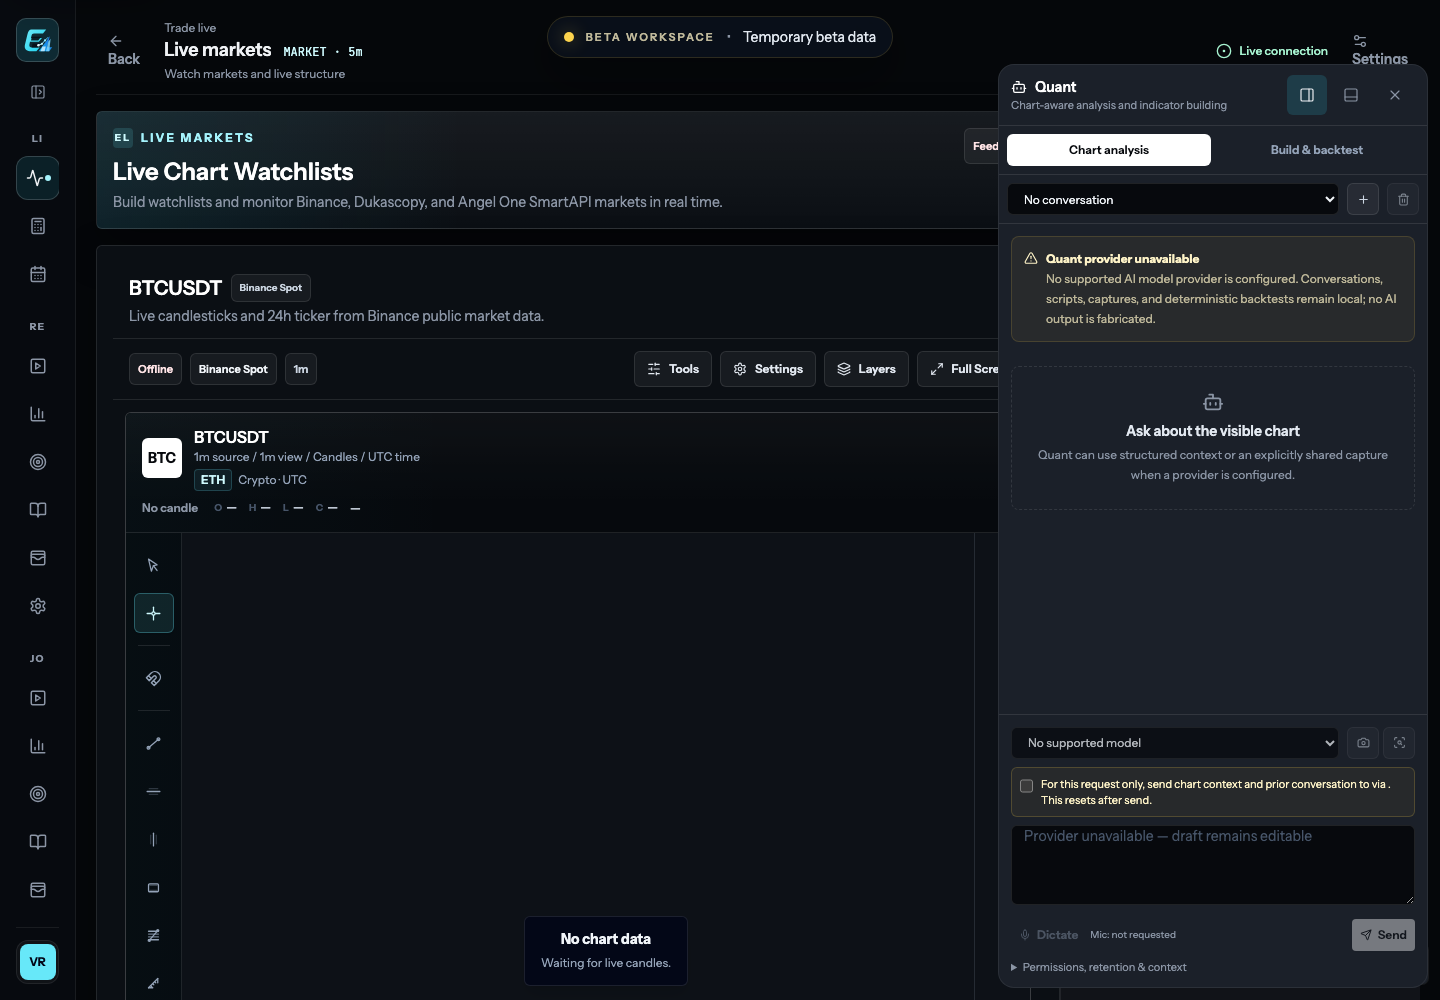 LI
RE
JO
VR
← Back
Trade live
Live markets MARKET · 5m
Watch markets and live structure
BETA WORKSPACE · Temporary beta data
Live connection
Settings
EL LIVE MARKETS
Live Chart Watchlists
Build watchlists and monitor Binance, Dukascopy, and Angel One SmartAPI markets in real time.
Feed
BTCUSDT Binance Spot
Live candlesticks and 24h ticker from Binance public market data.
Offline Binance Spot 1m
Tools Settings Layers Full Scre
BTC
BTCUSDT
1m source / 1m view / Candles / UTC time
ETH Crypto · UTC
No candle O — H — L — C — —
No chart data
Waiting for live candles.
Quant
Chart-aware analysis and indicator building
Chart analysis Build & backtest
No conversation
Quant provider unavailable
No supported AI model provider is configured. Conversations,
scripts, captures, and deterministic backtests remain local; no AI
output is fabricated.
Ask about the visible chart
Quant can use structured context or an explicitly shared capture
when a provider is configured.
No supported model
For this request only, send chart context and prior conversation to via .
This resets after send.
Provider unavailable — draft remains editable
Dictate Mic: not requested Send
Permissions, retention & context